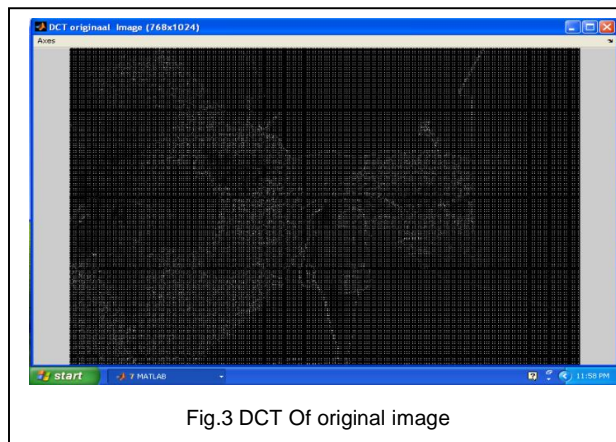 DCT originaal Image (768x1024)
Axes
start
7 MATLAB
11:58 PM
Fig.3 DCT Of original image